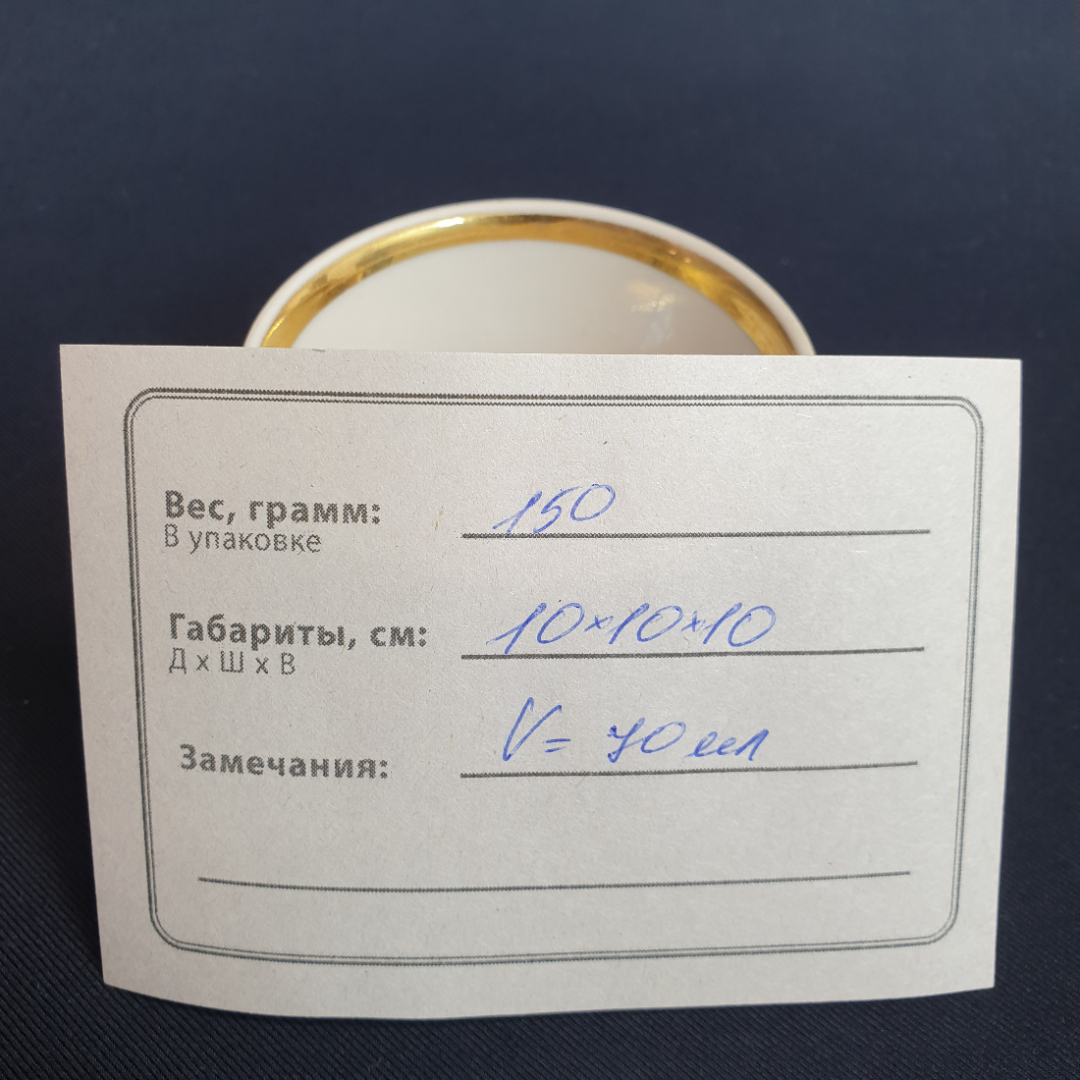 Вес, грамм: 150
В упаковке
Габариты, см: 10×10×10
Д х Ш х В
Замечания: V= 70 мл